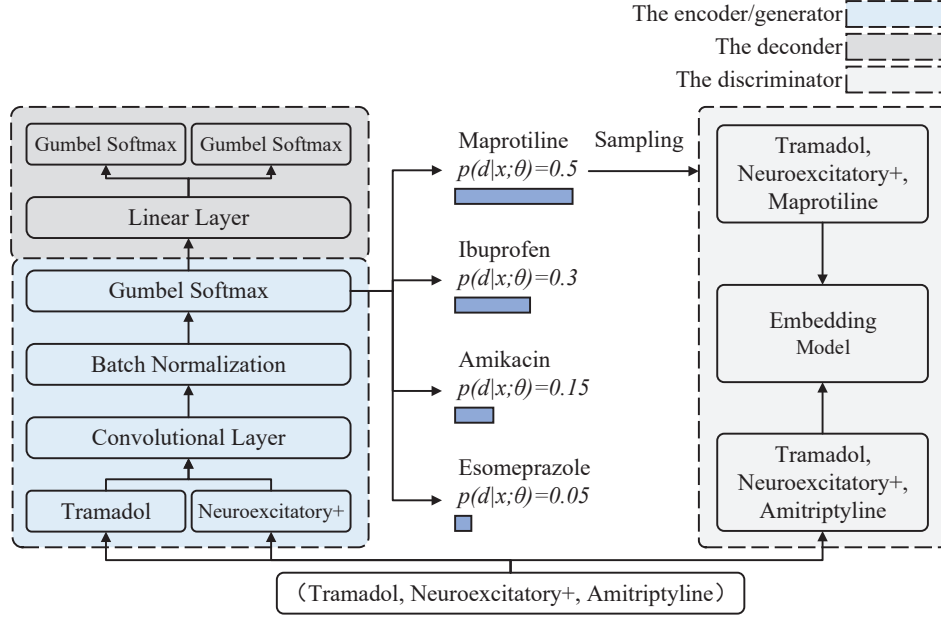 The encoder/generator
The deconder
The discriminator
Gumbel Softmax
Gumbel Softmax
Linear Layer
Gumbel Softmax
Batch Normalization
Convolutional Layer
Tramadol
Neuroexcitatory+
Maprotiline
p(d|x;θ)=0.5
Ibuprofen
p(d|x;θ)=0.3
Amikacin
p(d|x;θ)=0.15
Esomeprazole
p(d|x;θ)=0.05
Sampling
Tramadol,
Neuroexcitatory+,
Maprotiline
Embedding
Model
Tramadol,
Neuroexcitatory+,
Amitriptyline
（Tramadol, Neuroexcitatory+, Amitriptyline）